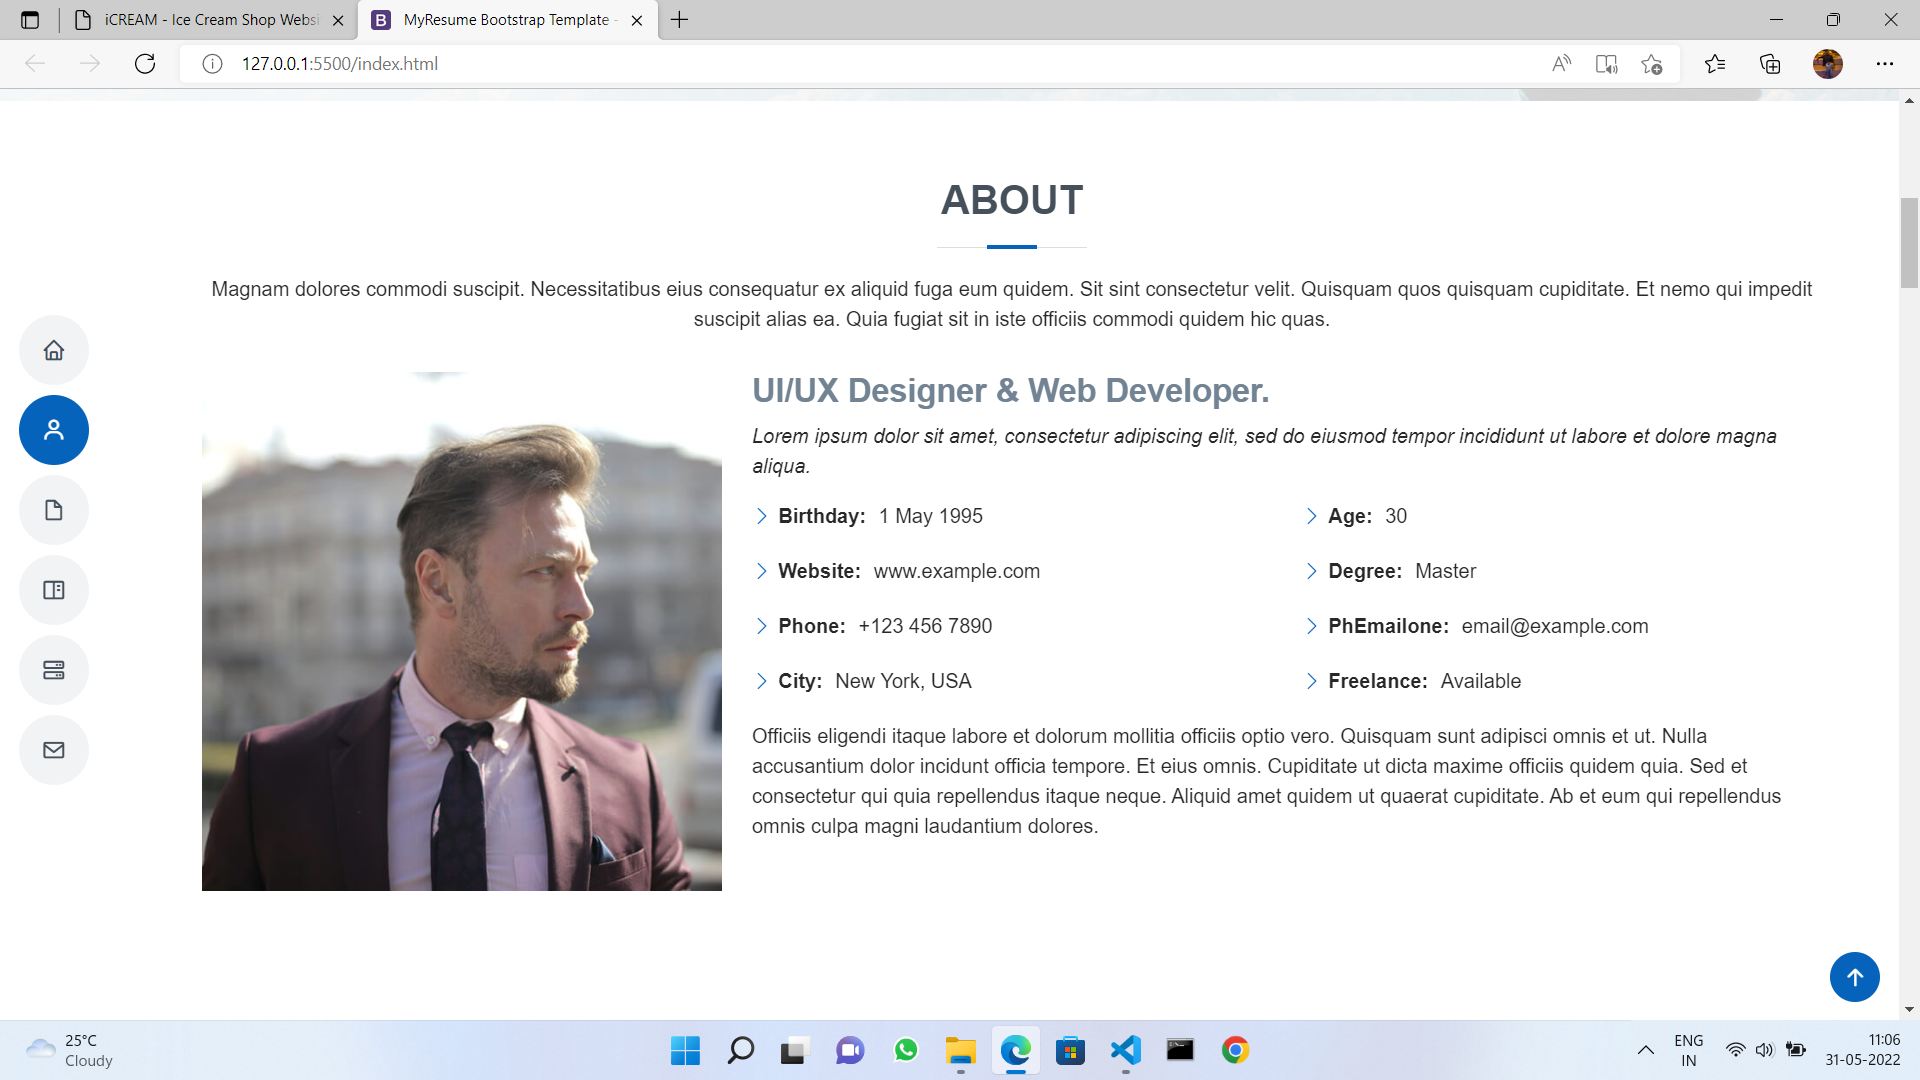 iCREAM - Ice Cream Shop Websi
MyResume Bootstrap Template -
127.0.0.1:5500/index.html
ABOUT
Magnam dolores commodi suscipit. Necessitatibus eius consequatur ex aliquid fuga eum quidem. Sit sint consectetur velit. Quisquam quos quisquam cupiditate. Et nemo qui impedit
suscipit alias ea. Quia fugiat sit in iste officiis commodi quidem hic quas.
UI/UX Designer & Web Developer.
Lorem ipsum dolor sit amet, consectetur adipiscing elit, sed do eiusmod tempor incididunt ut labore et dolore magna
aliqua.
Birthday: 1 May 1995
Age: 30
Website: www.example.com
Degree: Master
Phone: +123 456 7890
PhEmailone: email@example.com
City: New York, USA
Freelance: Available
Officiis eligendi itaque labore et dolorum mollitia officiis optio vero. Quisquam sunt adipisci omnis et ut. Nulla
accusantium dolor incidunt officia tempore. Et eius omnis. Cupiditate ut dicta maxime officiis quidem quia. Sed et
consectetur qui quia repellendus itaque neque. Aliquid amet quidem ut quaerat cupiditate. Ab et eum qui repellendus
omnis culpa magni laudantium dolores.
25°C
Cloudy
ENG
IN
11:06
31-05-2022